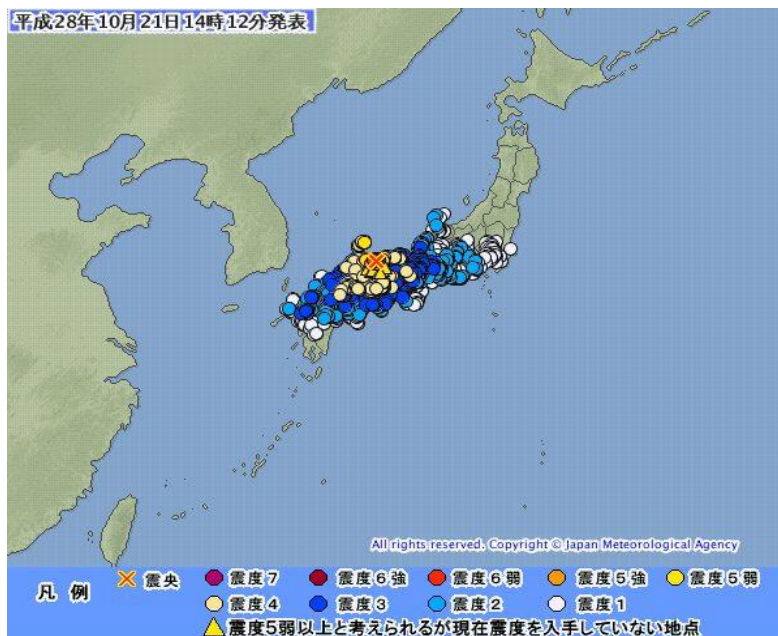 平成28年10月21日14時12分発表
All rights reserved. Copyright © Japan Meteorological Agency
凡例 震央 震度7 震度6強 震度6弱 震度5強 震度5弱
震度4 震度3 震度2 震度1
震度5弱以上と考えられるが現在震度を入手していない地点